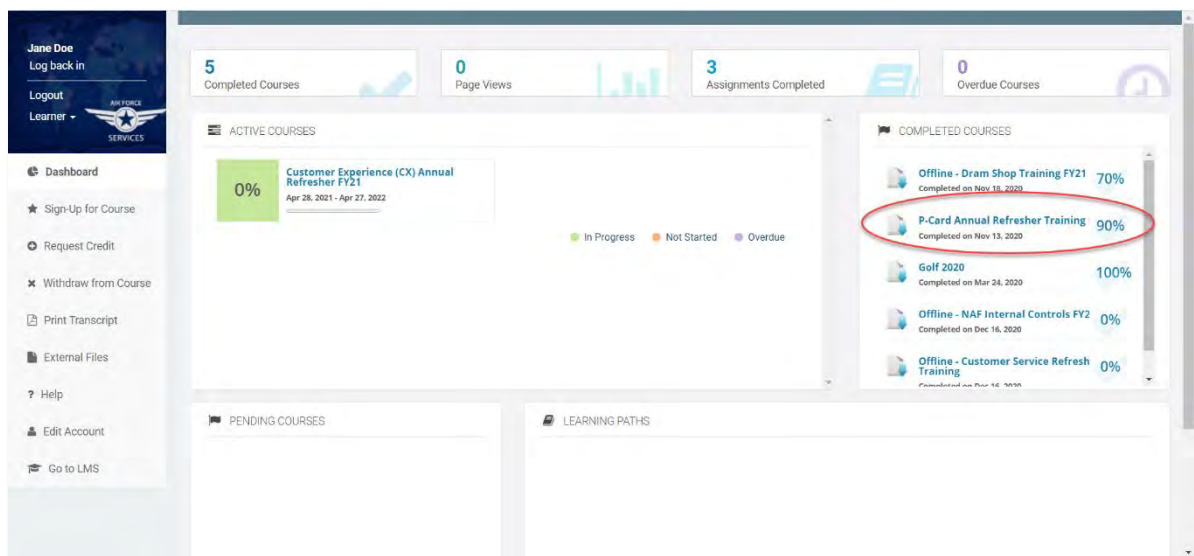 Jane Doe
Log back in
Logout
Learner
AIR FORCE
SERVICES
Dashboard
Sign-Up for Course
Request Credit
Withdraw from Course
Print Transcript
External Files
? Help
Edit Account
Go to LMS
5
Completed Courses
0
Page Views
3
Assignments Completed
0
Overdue Courses
ACTIVE COURSES
0%
Customer Experience (CX) Annual
Refresher FY21
Apr 28, 2021 - Apr 27, 2022
In Progress Not Started Overdue
COMPLETED COURSES
Offline - Dram Shop Training FY21
Completed on Nov 18, 2020
70%
P-Card Annual Refresher Training
Completed on Nov 13, 2020
90%
Golf 2020
Completed on Mar 24, 2020
100%
Offline - NAF Internal Controls FY2
Completed on Dec 16, 2020
0%
Offline - Customer Service Refresh
Training
Completed on Dec 16, 2020
0%
PENDING COURSES
LEARNING PATHS